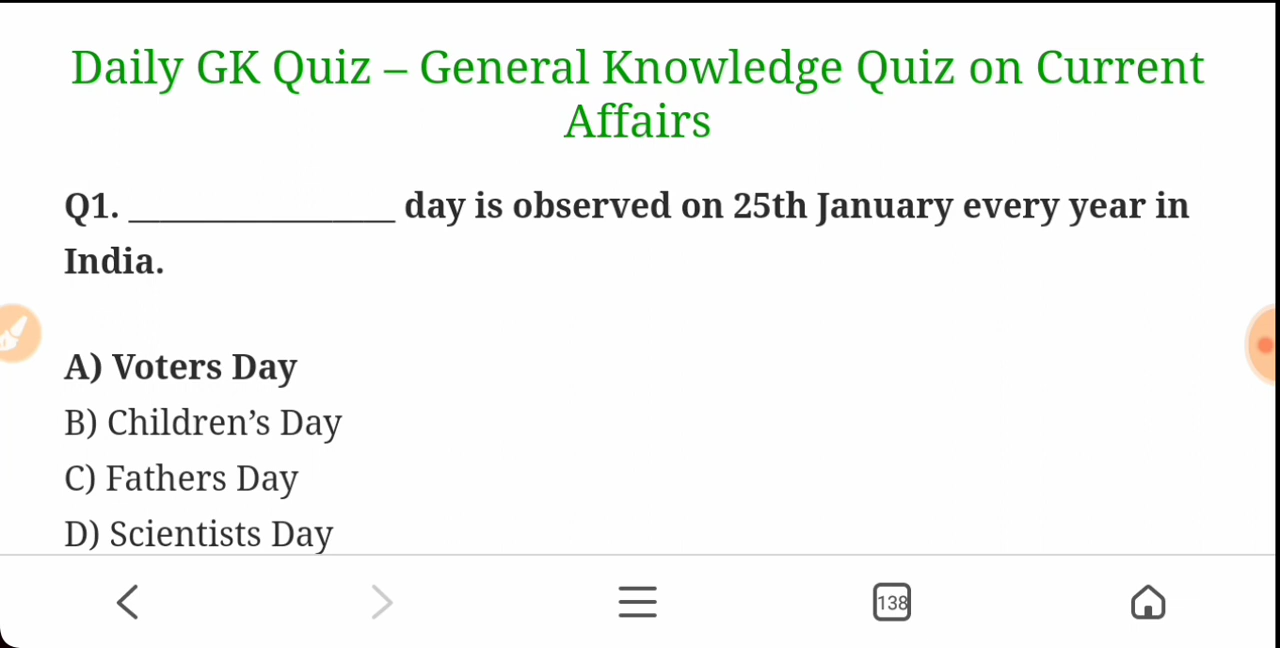 Daily GK Quiz – General Knowledge Quiz on Current
Affairs
Q1. ________________ day is observed on 25th January every year in
India.
A) Voters Day
B) Children’s Day
C) Fathers Day
D) Scientists Day
138